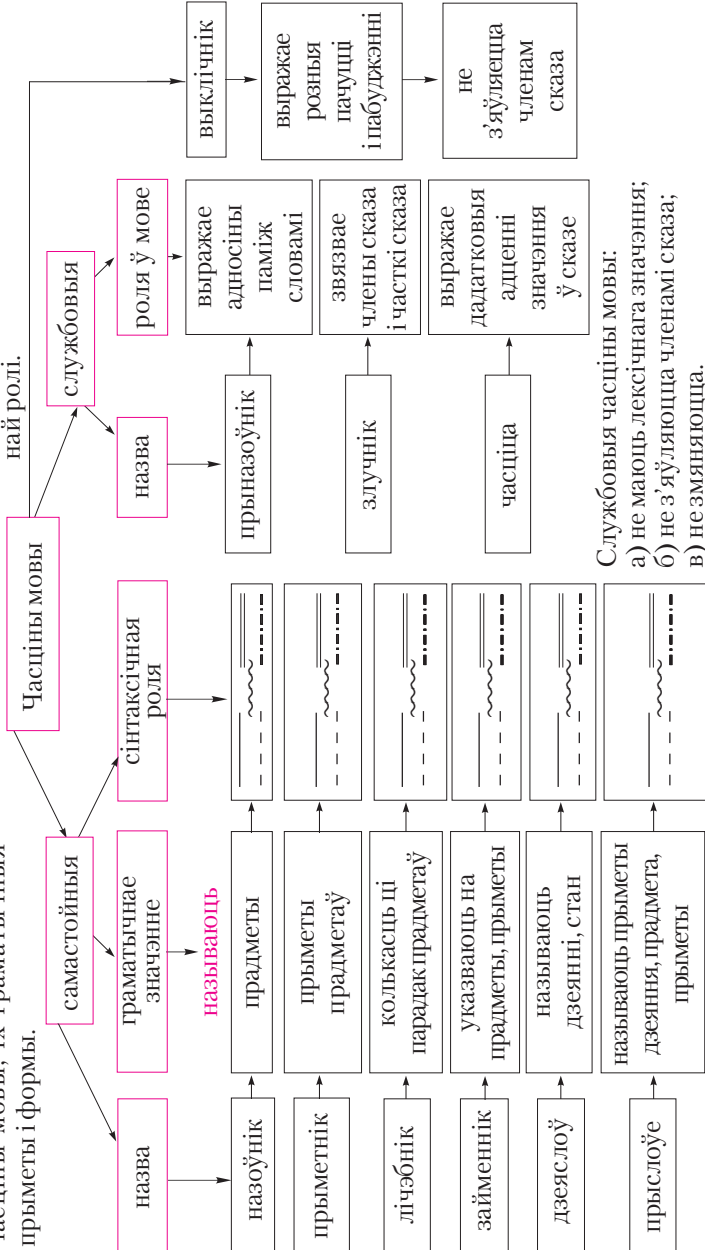 часціны мовы, іх граматычныя
прыметы і формы.
най ролі.
Часціны мовы
самастойныя
службовыя
выклічнік
назва
граматычнае
значэнне
сінтаксічная
роля
назва
роля ў мове
выражае
розныя
пачуцці
і пабуджэнні
не
з'яўляецца
членам
сказа
называюць
назоўнік
прадметы
прыназоўнік
выражае
адносіны
паміж
словамі
прыметнік
прыметы
прадметаў
лічэбнік
колькасць ці
парадак прадметаў
злучнік
звязвае
члены сказа
і часткі сказа
займеннік
указваюць на
прадметы, прыметы
часціца
выражае
дадатковыя
адценні
значэння
ў сказе
дзеяслоў
называюць
дзеянні, стан
прыслоўе
называюць прыметы
дзеяння, прадмета,
прыметы
Службовыя часціны мовы:
а) не маюць лексічнага значэння;
б) не з'яўляюцца членамі сказа;
в) не змяняюцца.